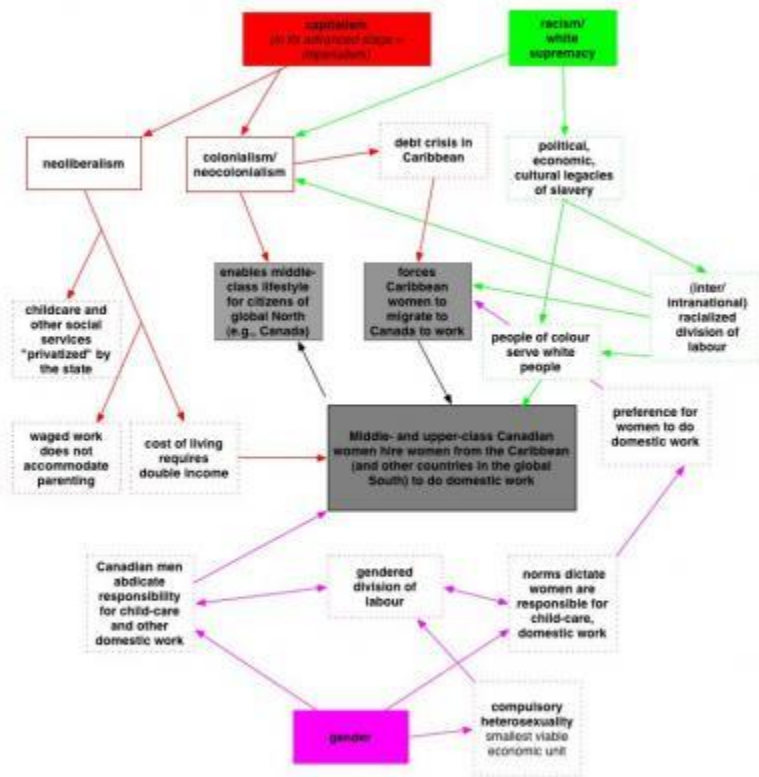 capitalism
(in its advanced stage =
imperialism)
racism/
white
supremacy
neoliberalism
colonialism/
neocolonialism
debt crisis in
Caribbean
political,
economic,
cultural legacies
of slavery
enables middle-
class lifestyle
for citizens of
global North
(e.g., Canada)
forces
Caribbean
women to
migrate to
Canada to work
(inter/
intranational)
racialized
division of
labour
childcare and
other social
services
"privatized" by
the state
people of colour
serve white
people
waged work
does not
accommodate
parenting
cost of living
requires
double income
Middle- and upper-class Canadian
women hire women from the Caribbean
(and other countries in the global
South) to do domestic work
preference for
women to do
domestic work
Canadian men
abdicate
responsibility
for child-care
and other
domestic work
gendered
division of
labour
norms dictate
women are
responsible for
child-care,
domestic work
gender
compulsory
heterosexuality
smallest viable
economic unit